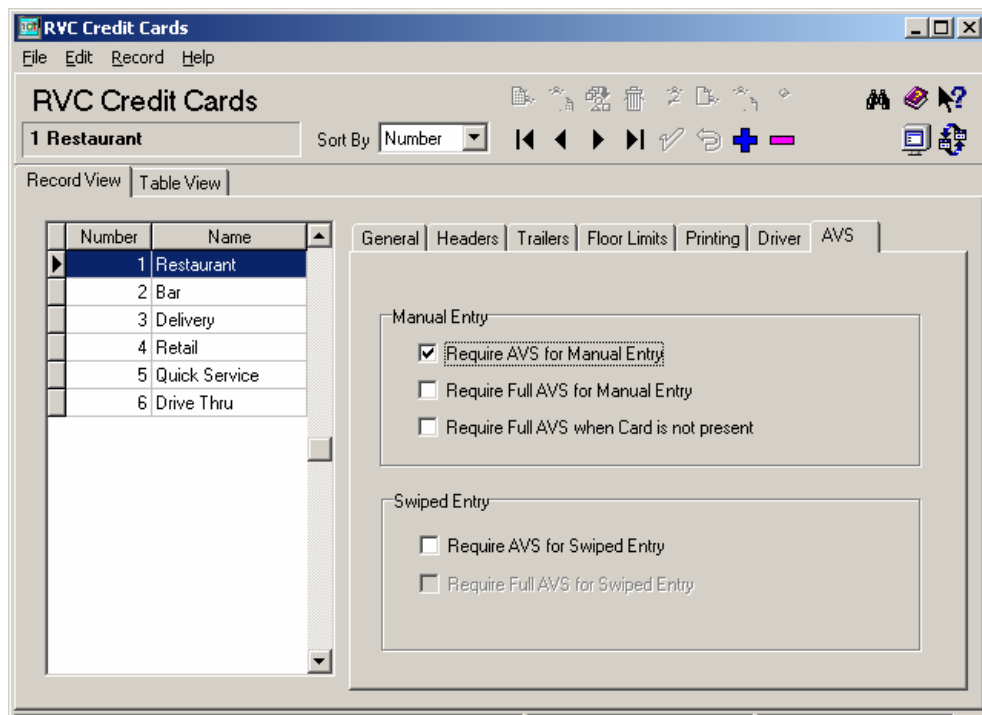 RVC Credit Cards
File Edit Record Help
RVC Credit Cards
1 Restaurant
Sort By Number
Record View Table View
Number Name
1 Restaurant
2 Bar
3 Delivery
4 Retail
5 Quick Service
6 Drive Thru
General Headers Trailers Floor Limits Printing Driver AVS
Manual Entry
Require AVS for Manual Entry
Require Full AVS for Manual Entry
Require Full AVS when Card is not present
Swiped Entry
Require AVS for Swiped Entry
Require Full AVS for Swiped Entry